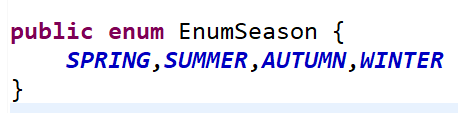 public enum EnumSeason {
    SPRING,SUMMER,AUTUMN,WINTER
}